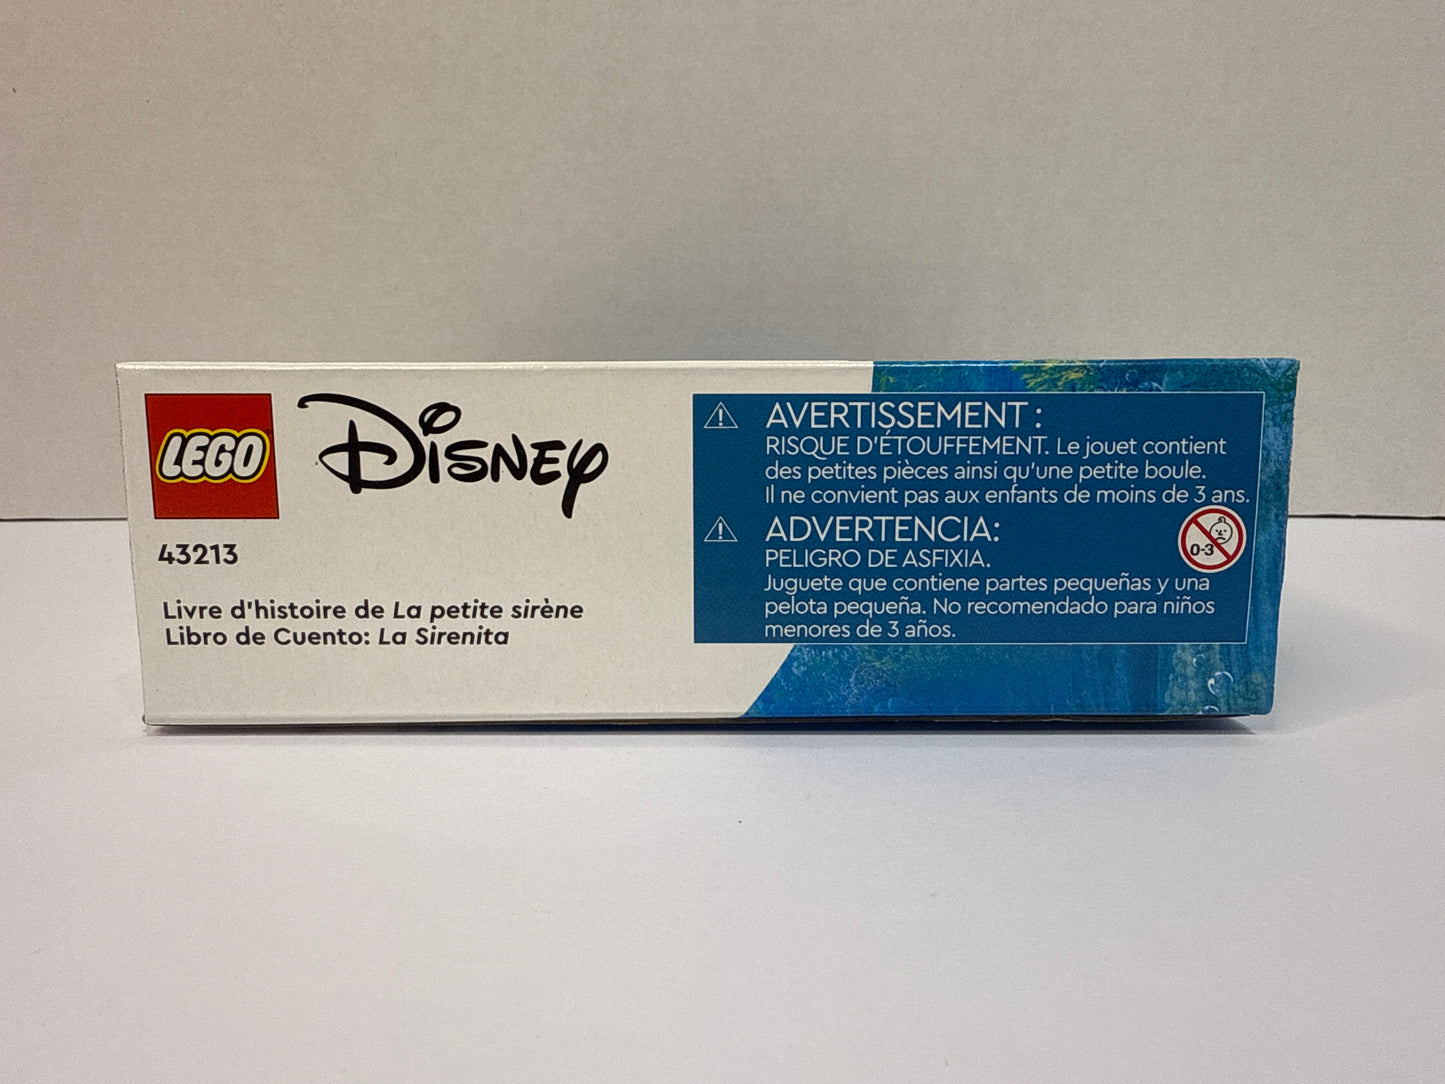 LEGO
Disney
43213
Livre d'histoire de La petite sirène
Libro de Cuento: La Sirenita
AVERTISSEMENT :
RISQUE D'ÉTOUFFEMENT. Le jouet contient
des petites pièces ainsi qu'une petite boule.
Il ne convient pas aux enfants de moins de 3 ans.
ADVERTENCIA:
PELIGRO DE ASFIXIA.
Juguete que contiene partes pequeñas y una
pelota pequeña. No recomendado para niños
menores de 3 años.
0-3